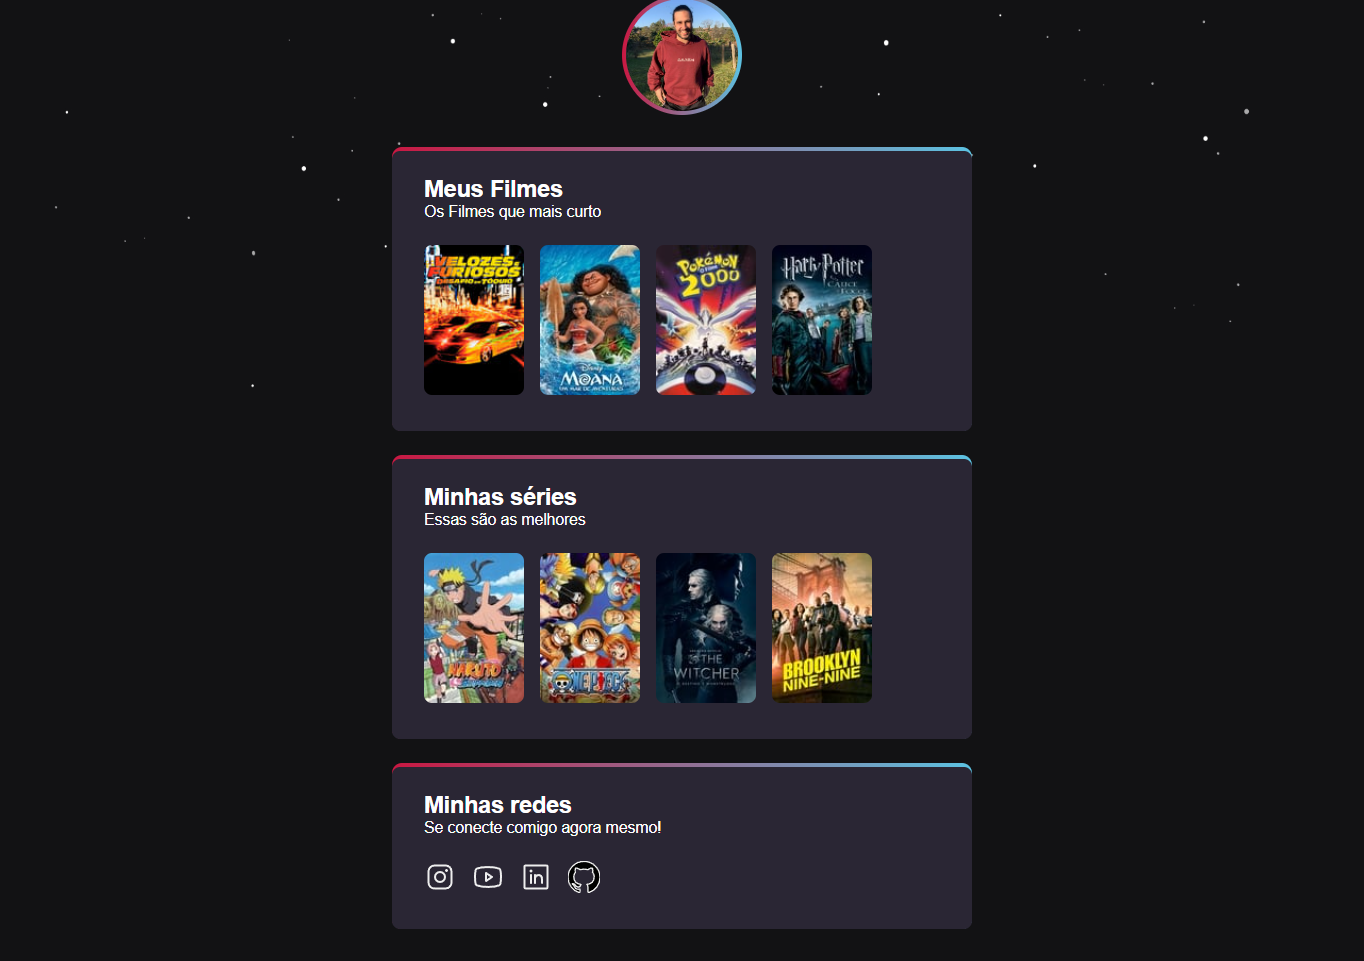 Meus Filmes
Os Filmes que mais curto
VELOZES E
FURIOSOS
DESAFIO EM TÓQUIO
Disney
MOANA
UM MAR DE AVENTURAS
POKÉMON
O FILME
2000
Harry Potter
CÁLICE
FOGO
Minhas séries
Essas são as melhores
NARUTO
ONE PIECE
THE
WITCHER
BROOKLYN
NINE-NINE
Minhas redes
Se conecte comigo agora mesmo!
in